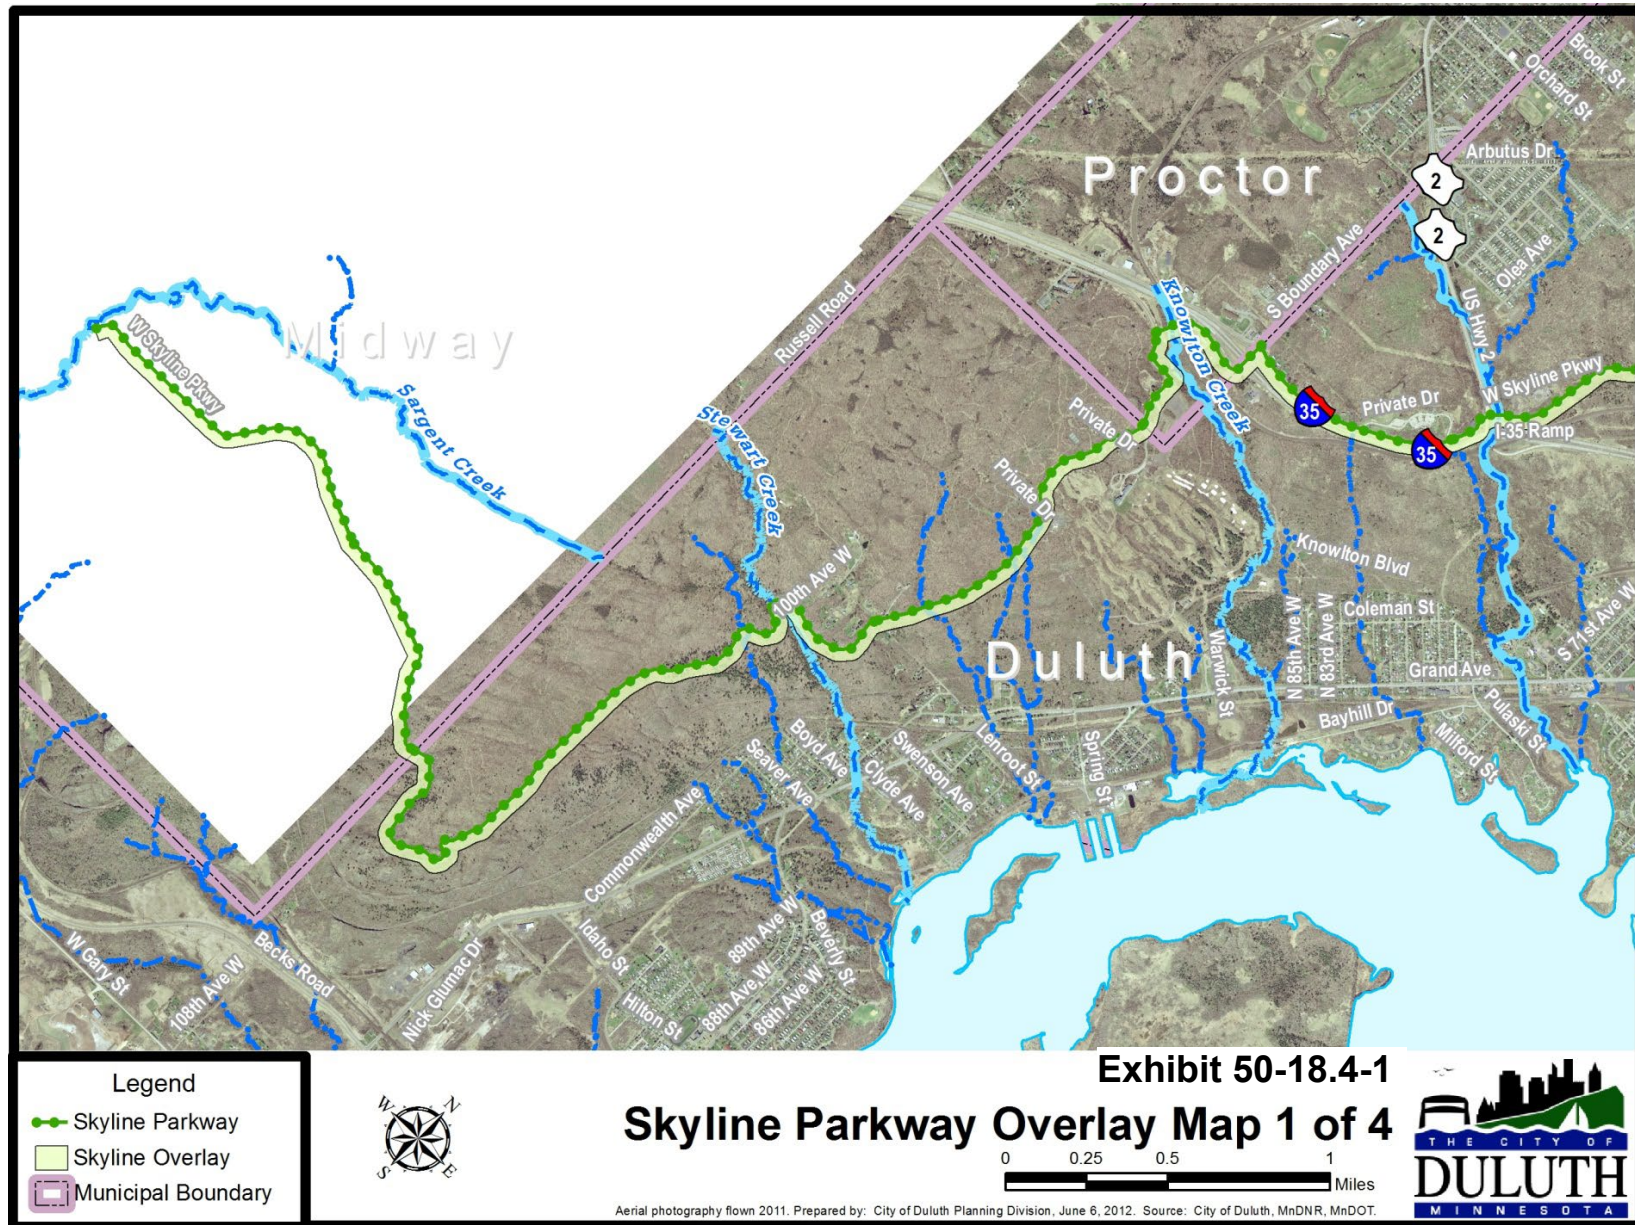 Brook St
Orchard St
Arbutus Dr
Proctor
2
2
Olea Ave
S Boundary Ave
US Hwy 2
Russell Road
Knowlton Creek
W Skyline Pkwy
Midway
Sargent Creek
Stewart Creek
Private Dr
Private Dr
35
Private Dr
W Skyline Pkwy
I-35 Ramp
35
100th Ave W
Knowlton Blvd
Coleman St
N 85th Ave W
N 83rd Ave W
S 71st Ave W
Duluth
Warwick St
Grand Ave
Bayhill Dr
Pulaski St
Milford St
Boyd Ave
Seaver Ave
Clyde Ave
Swenson Ave
Lenroot St
Spring St
Commonwealth Ave
Idaho St
89th Ave W
88th Ave W
86th Ave W
Beverly St
Hilton St
Nick Glumac Dr
Becks Road
108th Ave W
W Gary St
Legend
Skyline Parkway
Skyline Overlay
Municipal Boundary
W
N
S
E
Exhibit 50-18.4-1
Skyline Parkway Overlay Map 1 of 4
0 0.25 0.5 1
Miles
Aerial photography flown 2011. Prepared by: City of Duluth Planning Division, June 6, 2012. Source: City of Duluth, MnDNR, MnDOT.
THE CITY OF
DULUTH
MINNESOTA